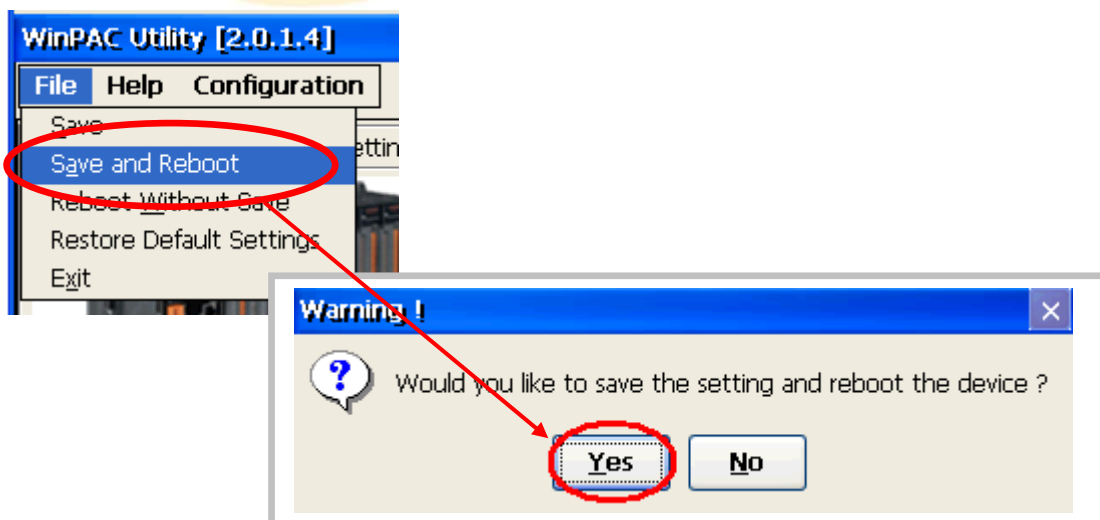 WinPAC Utility [2.0.1.4]
File Help Configuration
Save
Save and Reboot
Reboot Without Save
Restore Default Settings
Exit
Warning !
Would you like to save the setting and reboot the device ?
Yes No